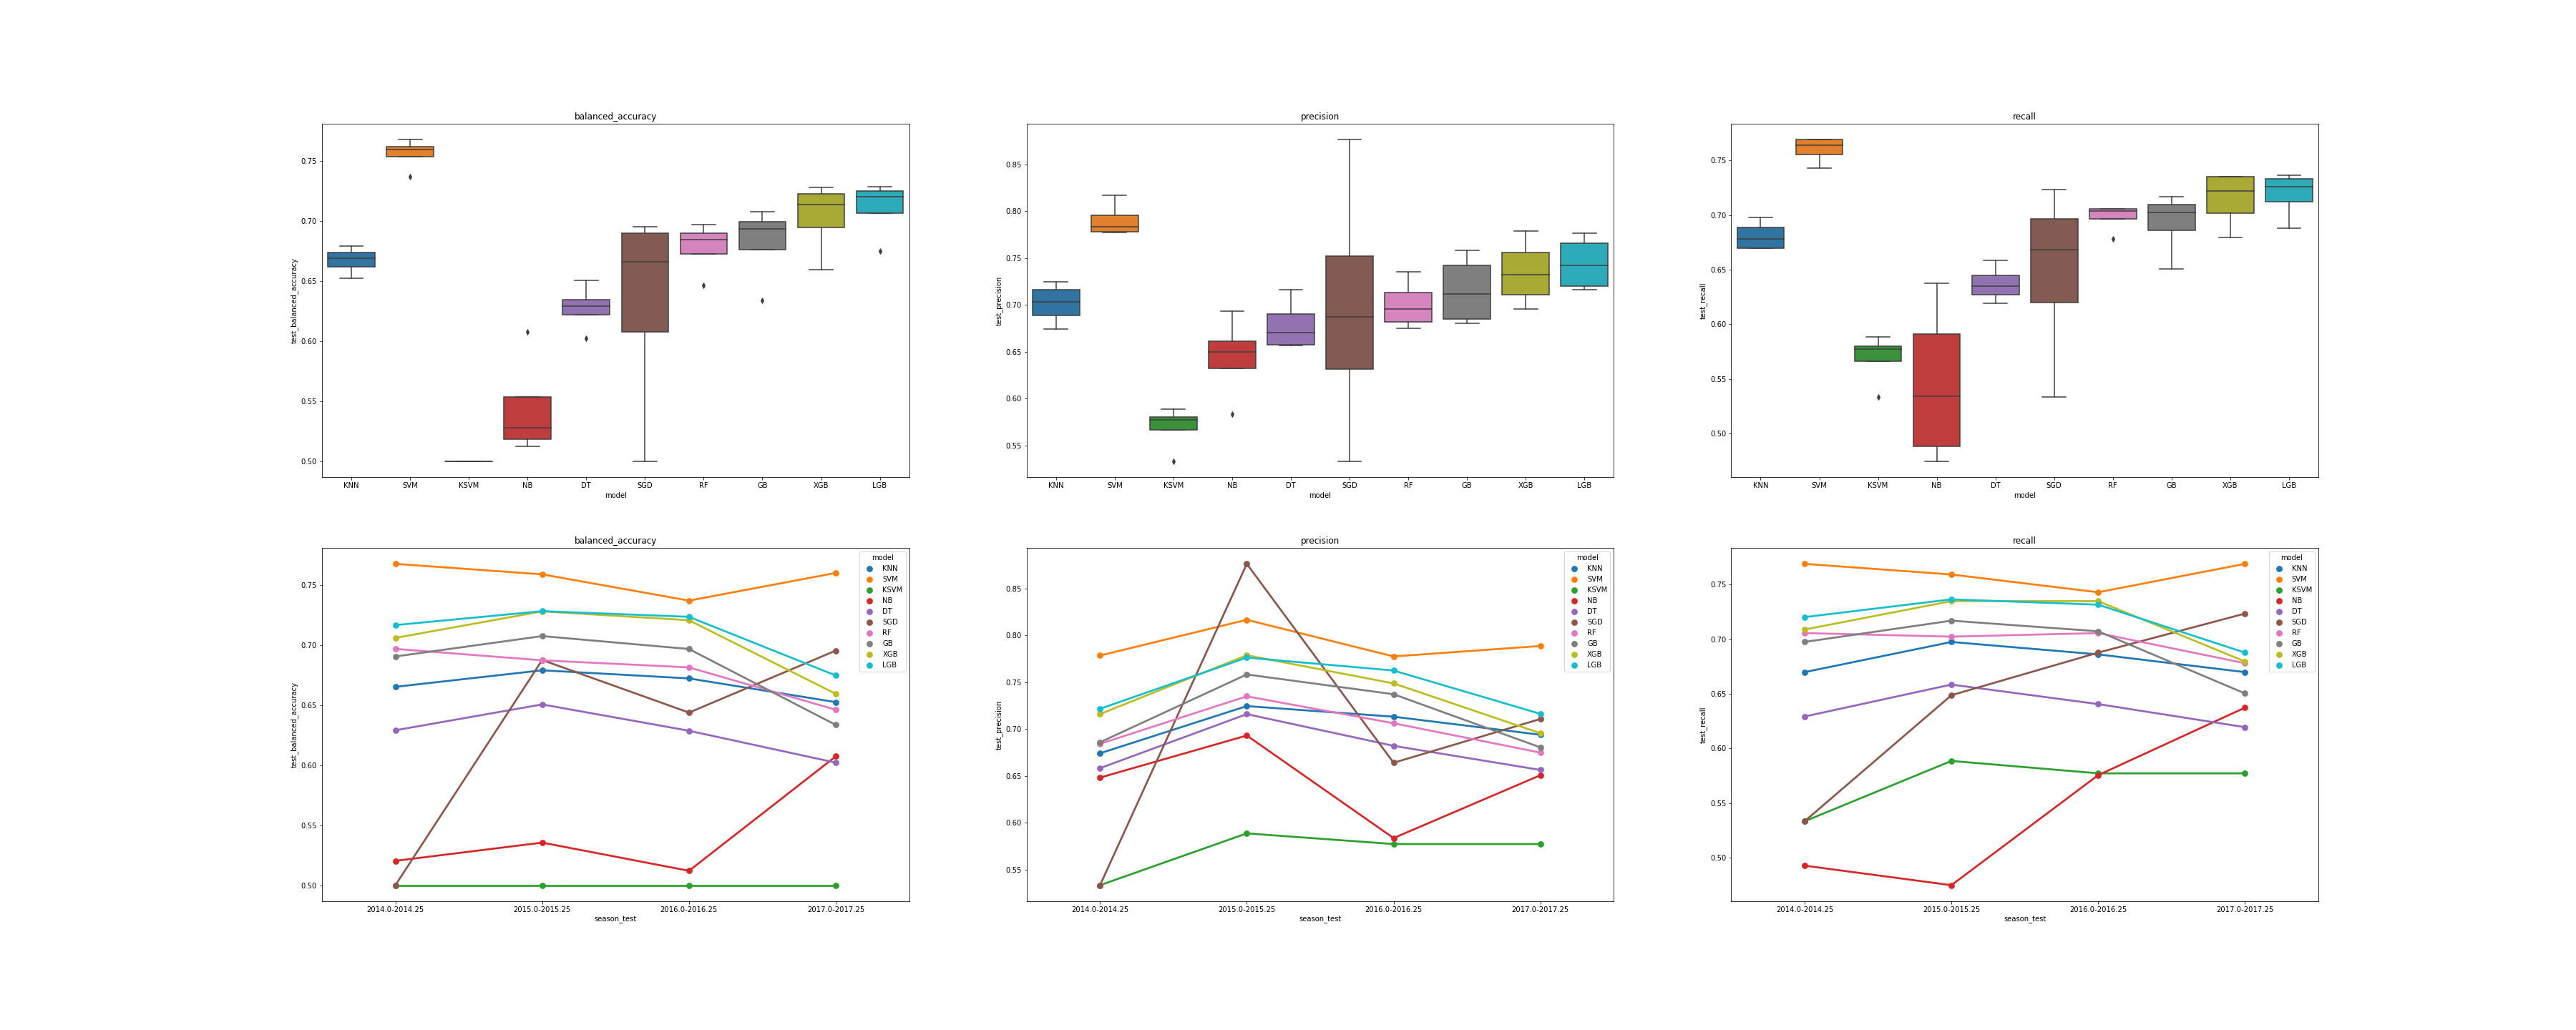 balanced_accuracy
test_balanced_accuracy
0.75
0.70
0.65
0.60
0.55
0.50
KNN SVM KSVM NB DT SGD RF GB XGB LGB
model
precision
test_precision
0.85
0.80
0.75
0.70
0.65
0.60
0.55
KNN SVM KSVM NB DT SGD RF GB XGB LGB
model
recall
test_recall
0.75
0.70
0.65
0.60
0.55
0.50
KNN SVM KSVM NB DT SGD RF GB XGB LGB
model
balanced_accuracy
test_balanced_accuracy
0.75
0.70
0.65
0.60
0.55
0.50
2014.0-2014.25 2015.0-2015.25 2016.0-2016.25 2017.0-2017.25
season_test
model
KNN
SVM
KSVM
NB
DT
SGD
RF
GB
XGB
LGB
precision
test_precision
0.85
0.80
0.75
0.70
0.65
0.60
0.55
2014.0-2014.25 2015.0-2015.25 2016.0-2016.25 2017.0-2017.25
season_test
model
KNN
SVM
KSVM
NB
DT
SGD
RF
GB
XGB
LGB
recall
test_recall
0.75
0.70
0.65
0.60
0.55
0.50
2014.0-2014.25 2015.0-2015.25 2016.0-2016.25 2017.0-2017.25
season_test
model
KNN
SVM
KSVM
NB
DT
SGD
RF
GB
XGB
LGB